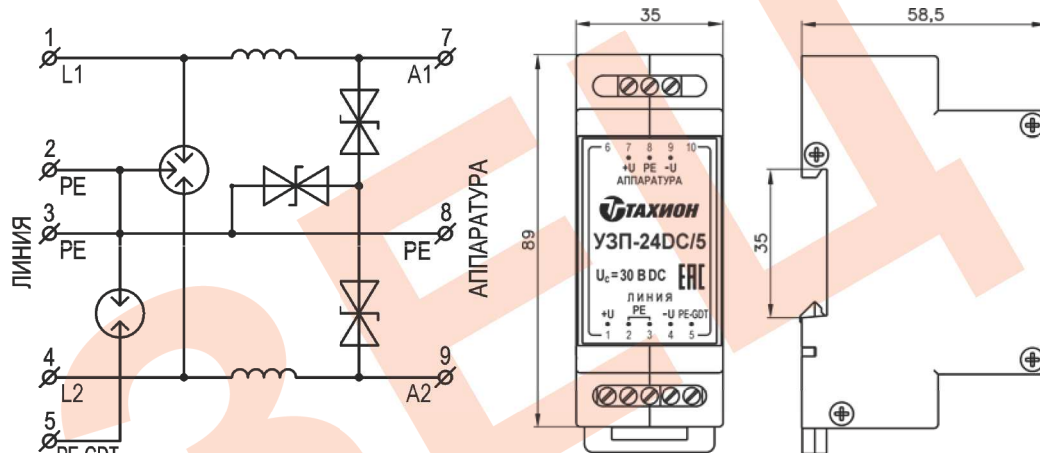 1
L1
7
A1
2
PE
3
PE
8
PE
4
L2
9
A2
5
PE-GDT
ЛИНИЯ
АППАРАТУРА
35
89
6 7 8 9 10
+U PE -U
АППАРАТУРА
ТАХИОН
УЗП-24DC/5
Uc = 30 В DC EAC
ЛИНИЯ
+U PE -U PE-GDT
1 2 3 4 5
58,5
35
ЗЕЦ